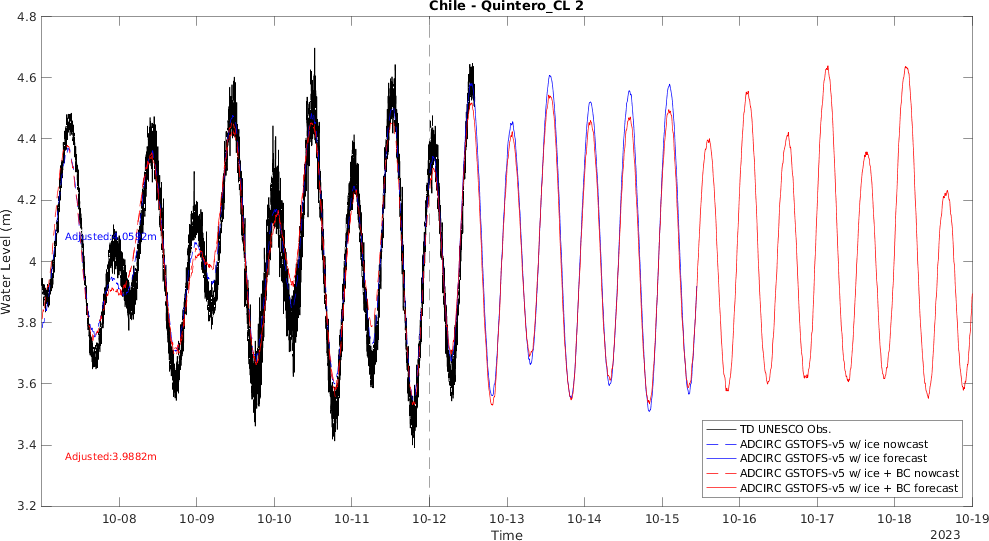 Chile - Quintero_CL 2
4.8
4.6
4.4
4.2
4
3.8
3.6
3.4
3.2
Water Level (m)
Adjusted:3.9882m
TD UNESCO Obs.
ADCIRC GSTOFS-v5 w/ ice nowcast
ADCIRC GSTOFS-v5 w/ ice forecast
ADCIRC GSTOFS-v5 w/ ice + BC nowcast
ADCIRC GSTOFS-v5 w/ ice + BC forecast
10-08 10-09 10-10 10-11 10-12 10-13 10-14 10-15 10-16 10-17 10-18 10-19
Time
2023